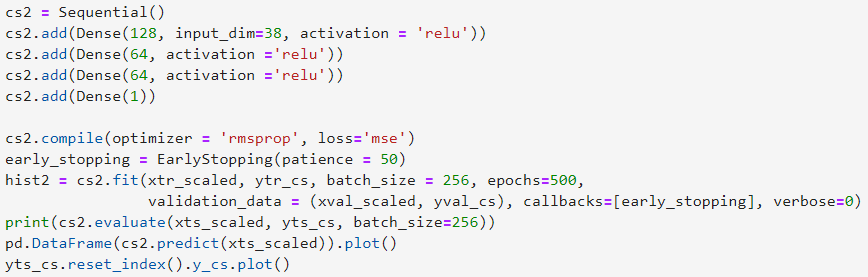 cs2 = Sequential()
cs2.add(Dense(128, input_dim=38, activation = 'relu'))
cs2.add(Dense(64, activation ='relu'))
cs2.add(Dense(64, activation ='relu'))
cs2.add(Dense(1))

cs2.compile(optimizer = 'rmsprop', loss='mse')
early_stopping = EarlyStopping(patience = 50)
hist2 = cs2.fit(xtr_scaled, ytr_cs, batch_size = 256, epochs=500,
                validation_data = (xval_scaled, yval_cs), callbacks=[early_stopping], verbose=0)
print(cs2.evaluate(xts_scaled, yts_cs, batch_size=256))
pd.DataFrame(cs2.predict(xts_scaled)).plot()
yts_cs.reset_index().y_cs.plot()